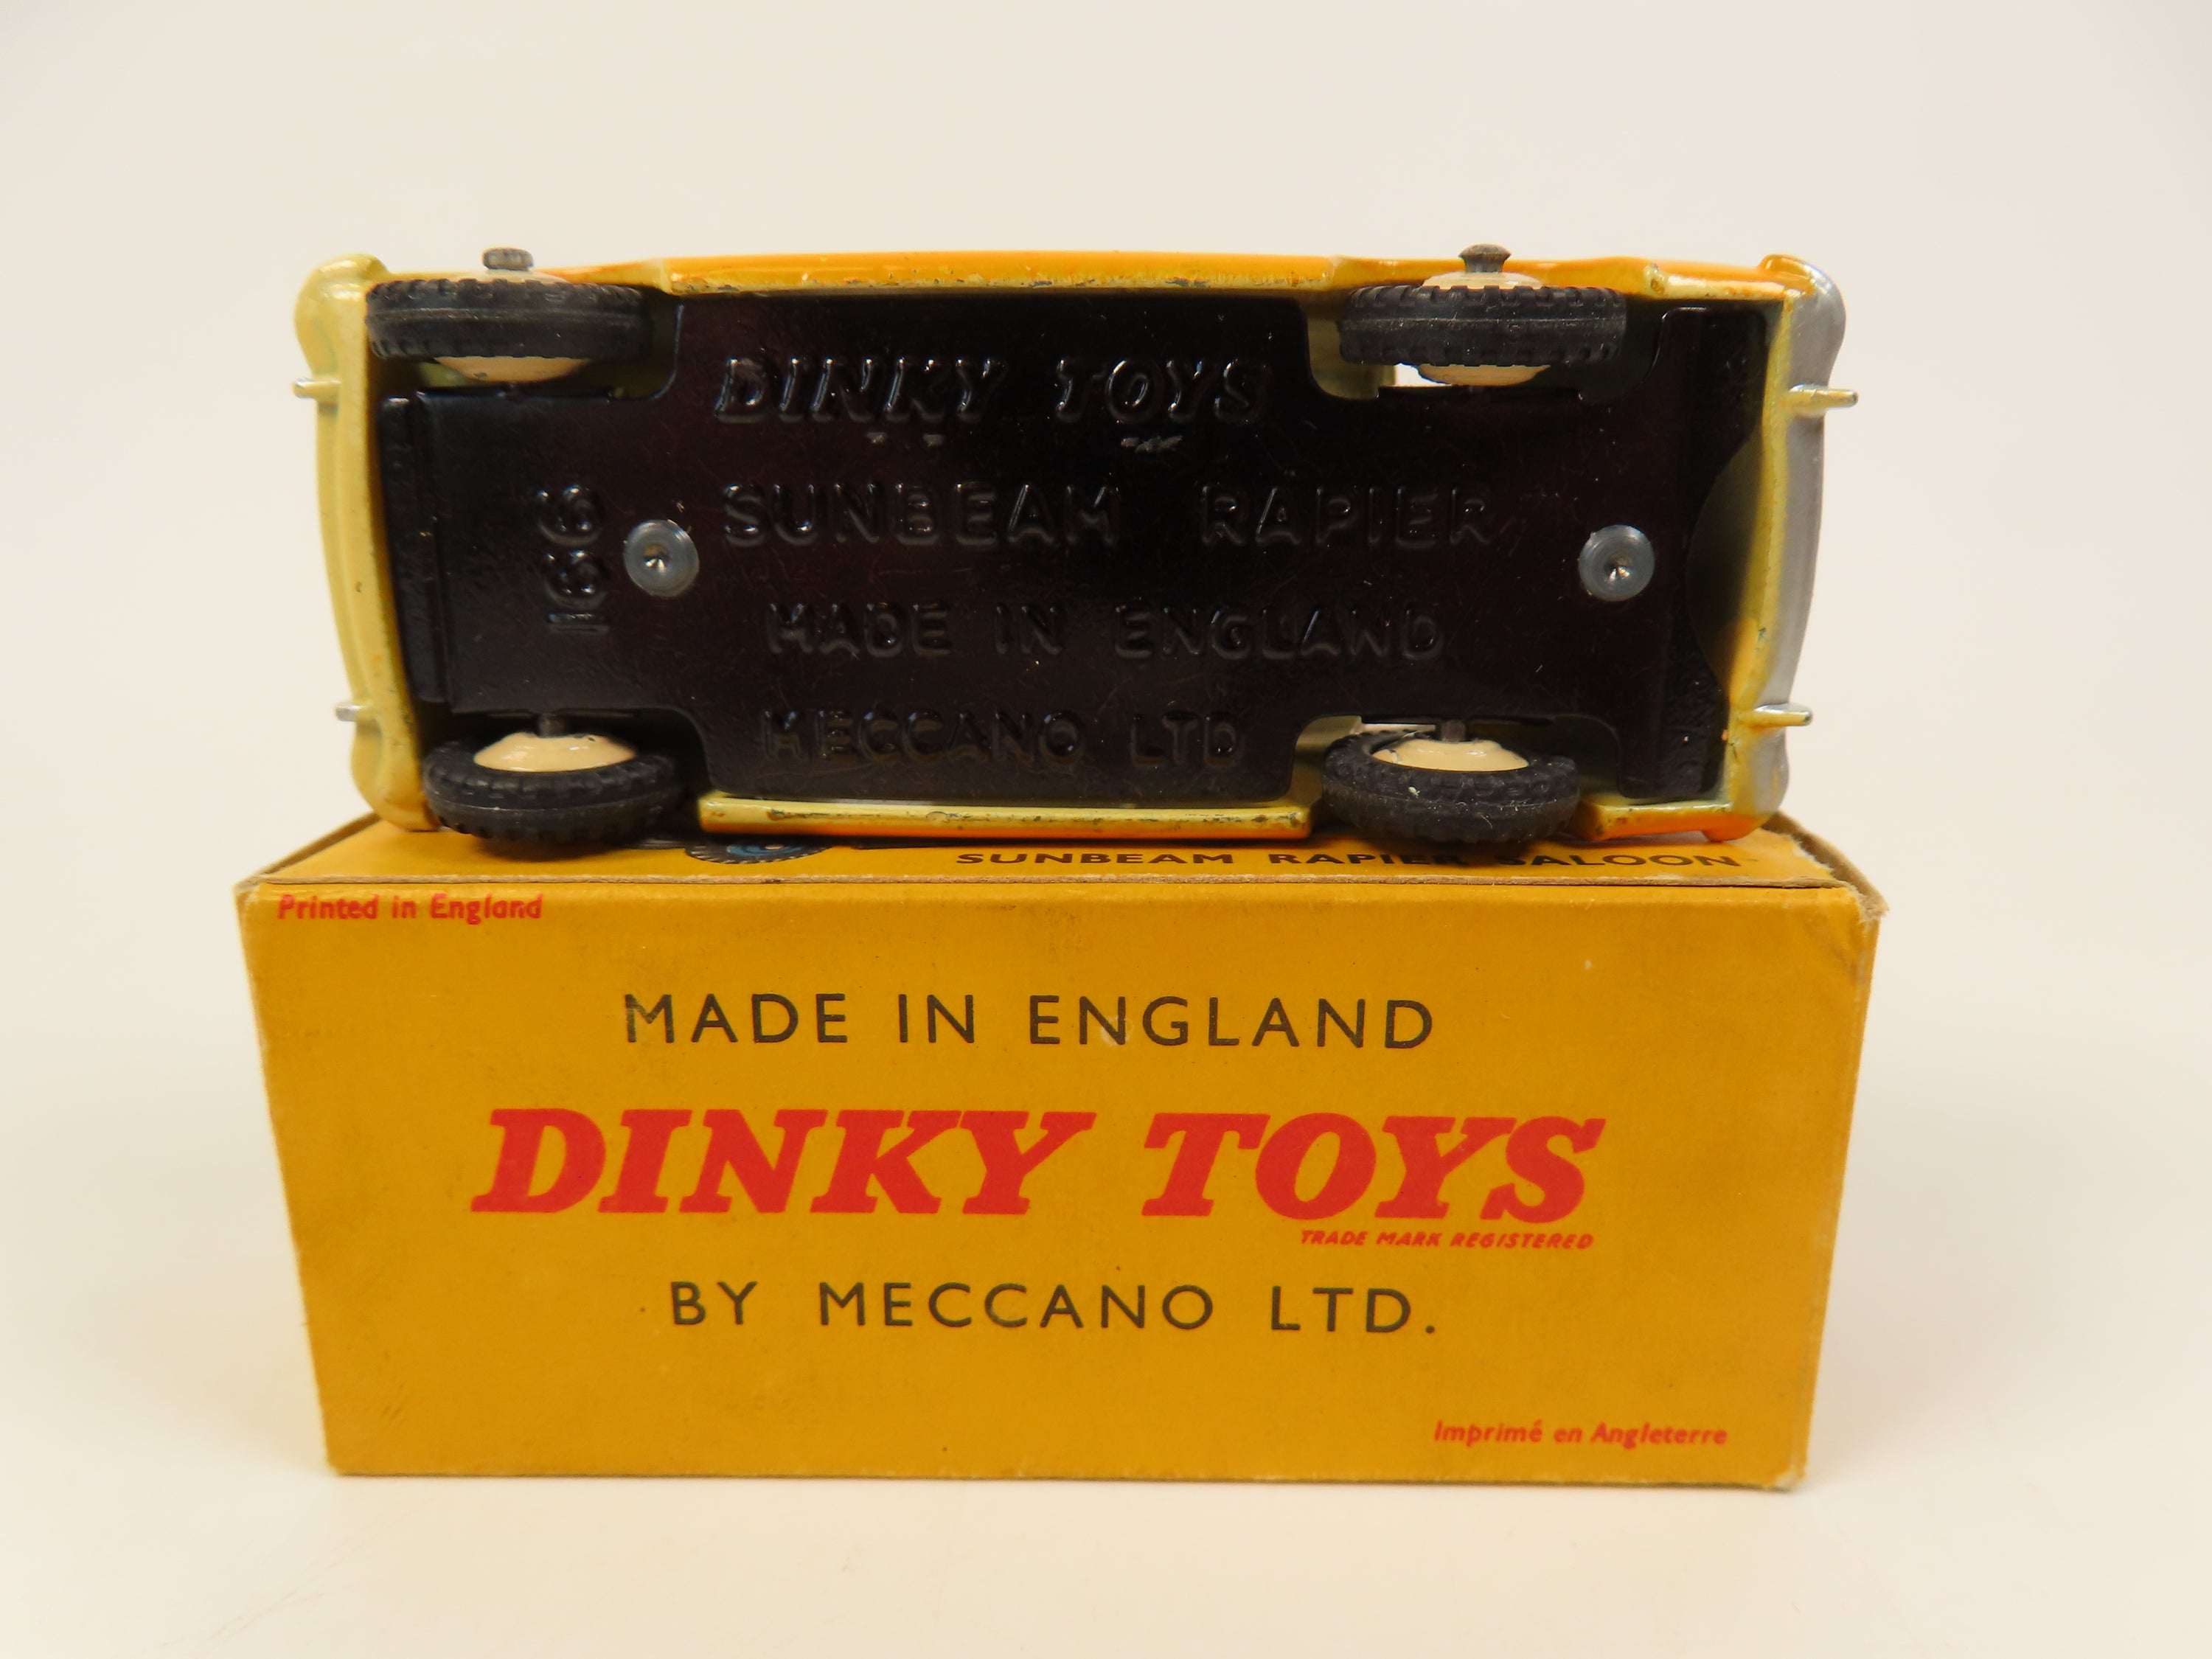 DINKY TOYS
166
SUNBEAM RAPIER
MADE IN ENGLAND
MECCANO LTD
SUNBEAM RAPIER SALOON
Printed in England
MADE IN ENGLAND
DINKY TOYS
TRADE MARK REGISTERED
BY MECCANO LTD.
Imprimé en Angleterre